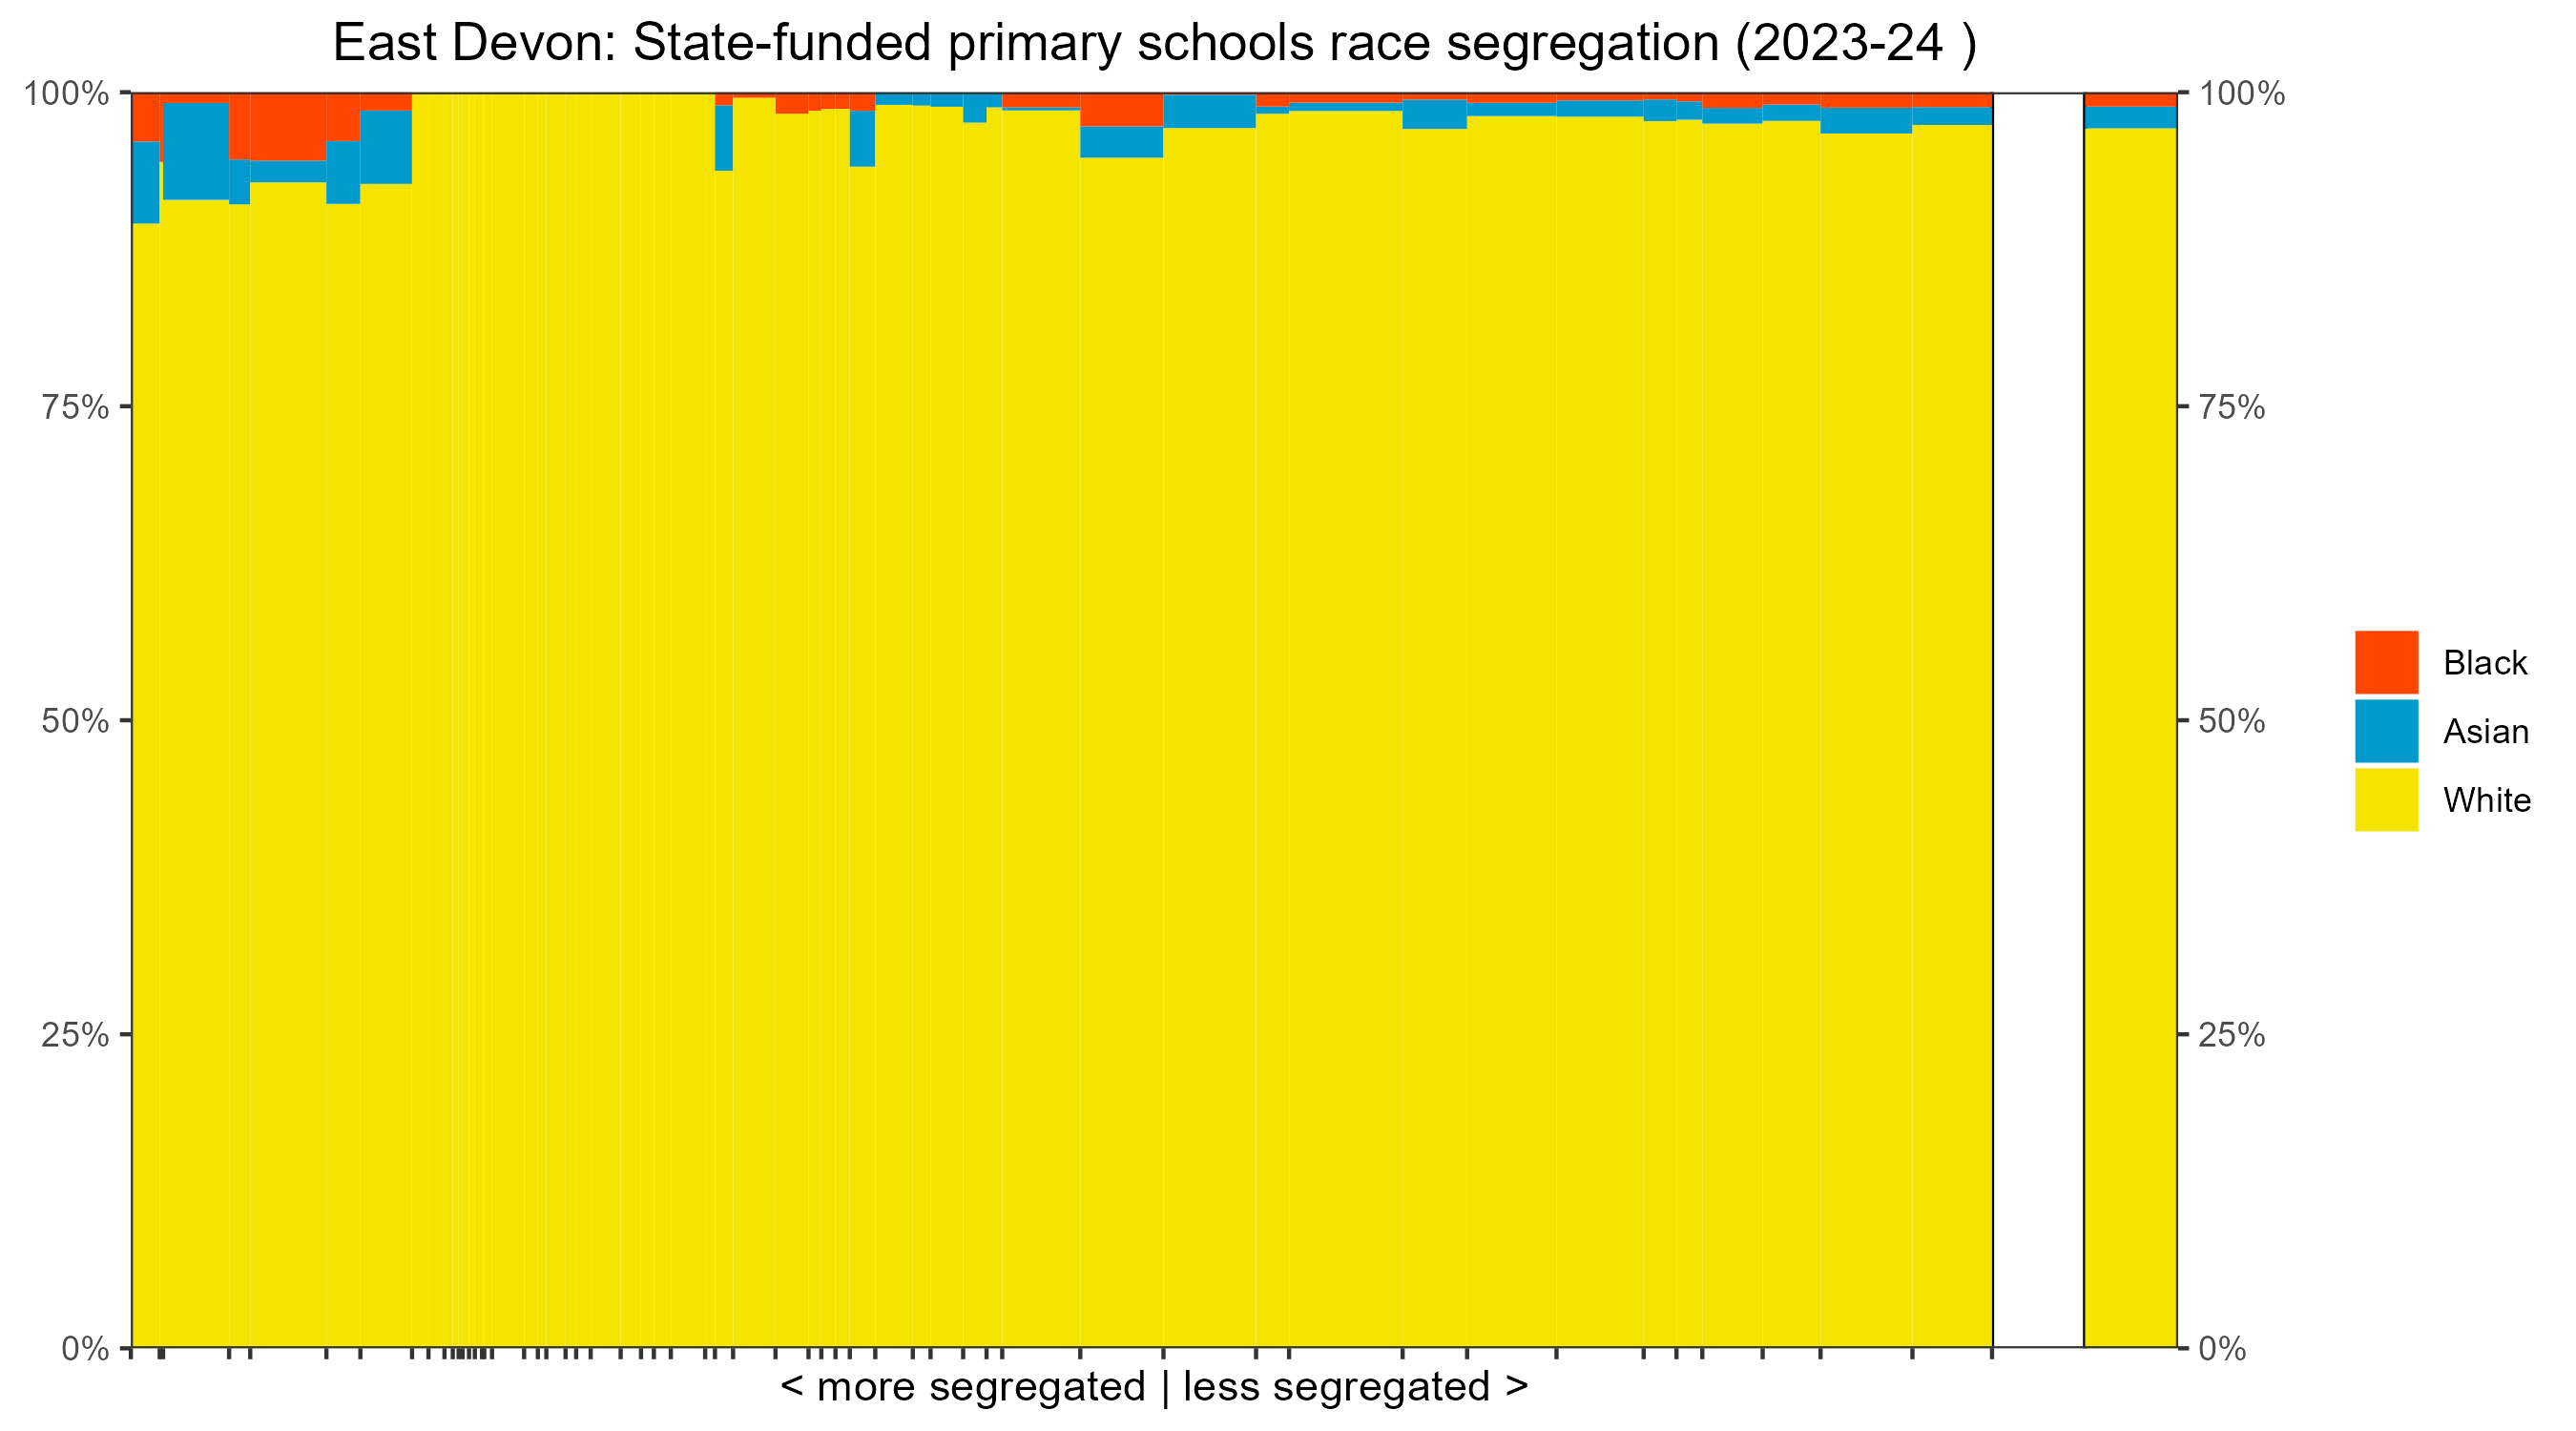 East Devon: State-funded primary schools race segregation (2023-24 )
100%
75%
50%
25%
0%
100%
75%
50%
25%
0%
Black
Asian
White
< more segregated | less segregated >